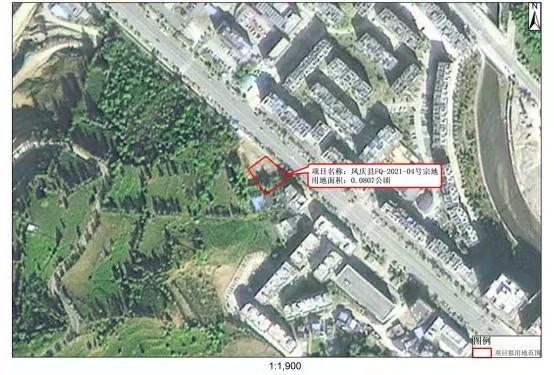 N
项目名称：凤庆县FQ-2021-04号宗地
用地面积：0.0807公顷
图例
项目拟用地范围
1:1,900